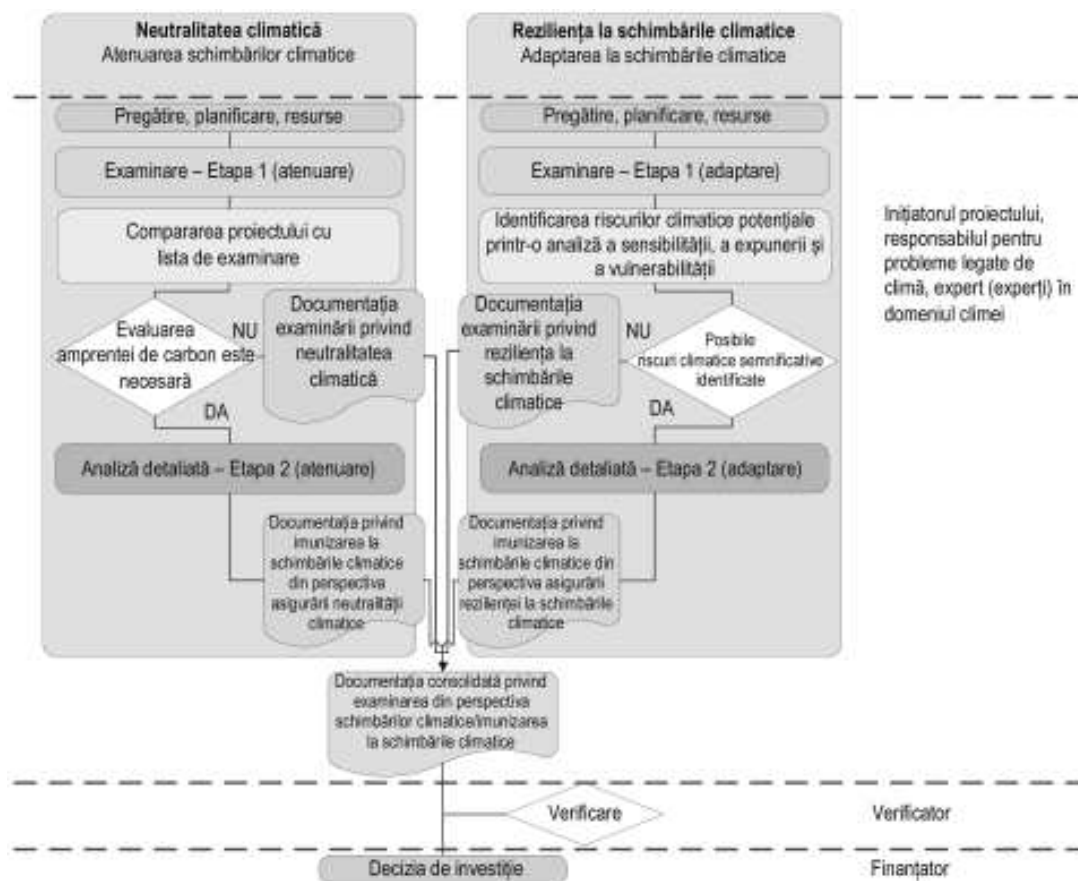 Neutralitatea climatică
Atenuarea schimbărilor climatice
Reziliența la schimbările climatice
Adaptarea la schimbările climatice
Pregătire, planificare, resurse
Pregătire, planificare, resurse
Examinare – Etapa 1 (atenuare)
Examinare – Etapa 1 (adaptare)
Compararea proiectului cu
lista de examinare
Identificarea riscurilor climatice potențiale
printr-o analiză a sensibilității, a expunerii și
a vulnerabilității
Inițiatorul proiectului,
responsabilul pentru
probleme legate de
climă, expert (experți) în
domeniul climei
Evaluarea
amprentei de carbon este
necesară
NU
DA
Documentația
examinării privind
neutralitatea
climatică
Documentația
examinării privind
reziliența la
schimbările
climatice
NU
Posibile
riscuri climatice semnificative
identificate
DA
Analiză detaliată – Etapa 2 (atenuare)
Analiză detaliată – Etapa 2 (adaptare)
Documentația privind
imunizarea la
schimbările climatice
din perspectiva
asigurării neutralității
climatice
Documentația privind
imunizarea la
schimbările climatice din
perspectiva asigurării
rezilienței la schimbările
climatice
Documentația consolidată privind
examinarea din perspectiva
schimbărilor climatice/imunizarea
la schimbările climatice
Verificare
Verificator
Decizia de investiție
Finanțator